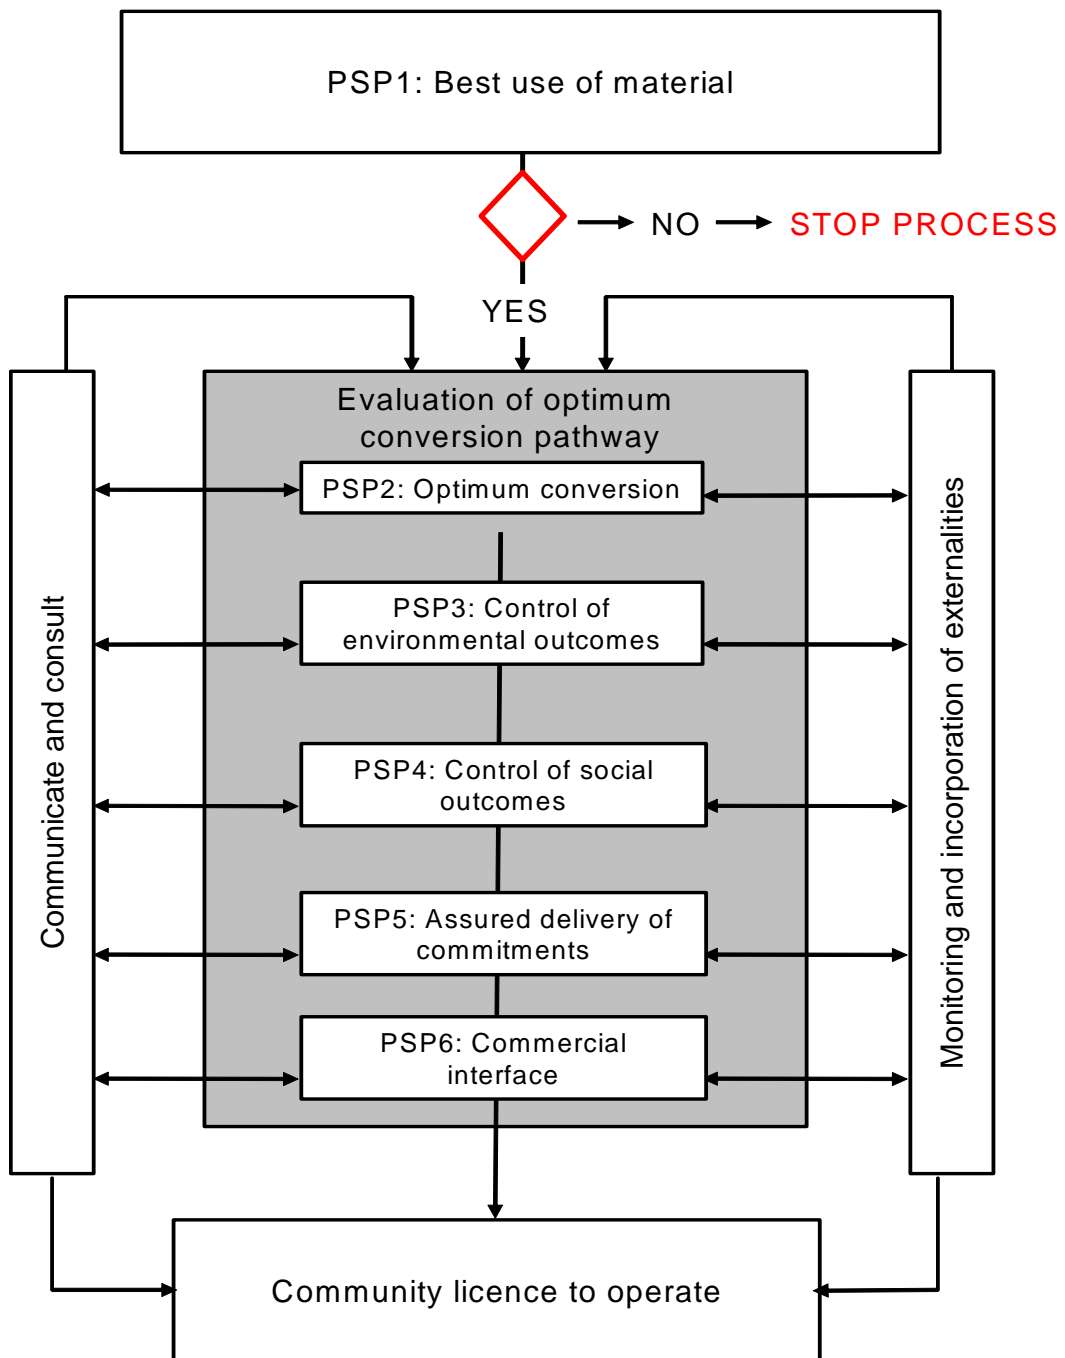 PSP1: Best use of material
NO
STOP PROCESS
YES
Evaluation of optimum
conversion pathway
PSP2: Optimum conversion
PSP3: Control of
environmental outcomes
PSP4: Control of social
outcomes
PSP5: Assured delivery of
commitments
PSP6: Commercial
interface
Communicate and consult
Monitoring and incorporation of externalities
Community licence to operate